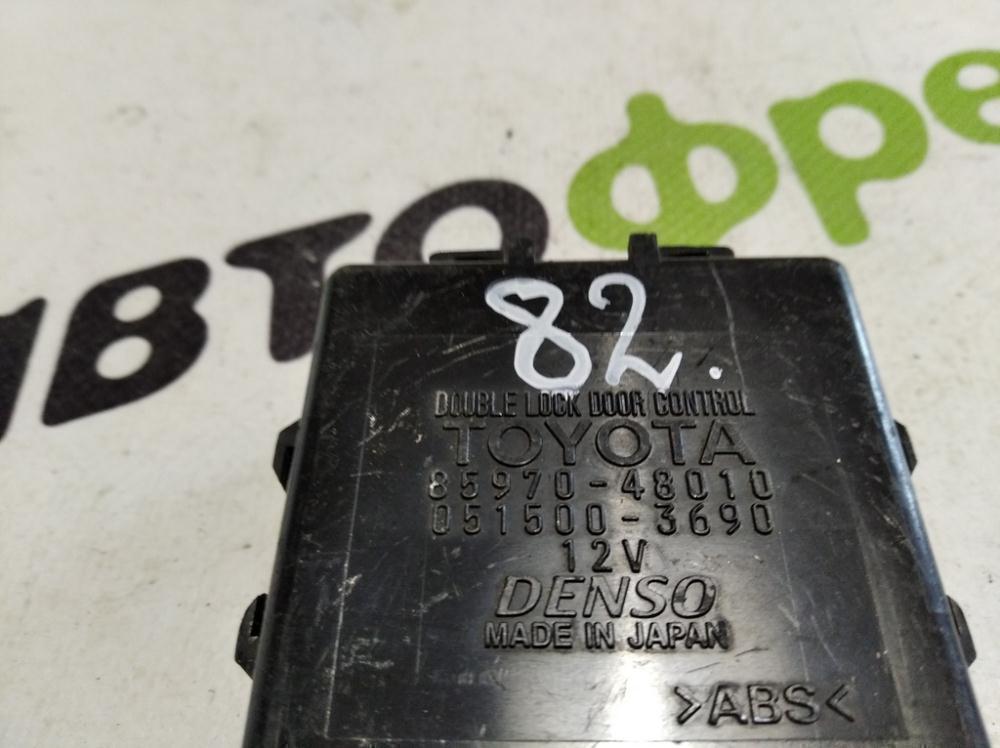 АВТОФРЕ
82.
DOUBLE LOCK DOOR CONTROL
TOYOTA
85970-48010
051500-3690
12V
DENSO
MADE IN JAPAN
>ABS<